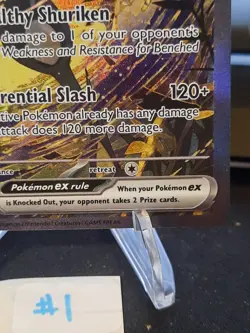 lthy Shuriken
damage to 1 of your opponent's
Weakness and Resistance for Benched
rential Slash 120+
tive Pokémon already has any damage
ttack does 120 more damage.
ance retreat
Pokémon ex rule When your Pokémon ex
is Knocked Out, your opponent takes 2 Prize cards.
#1